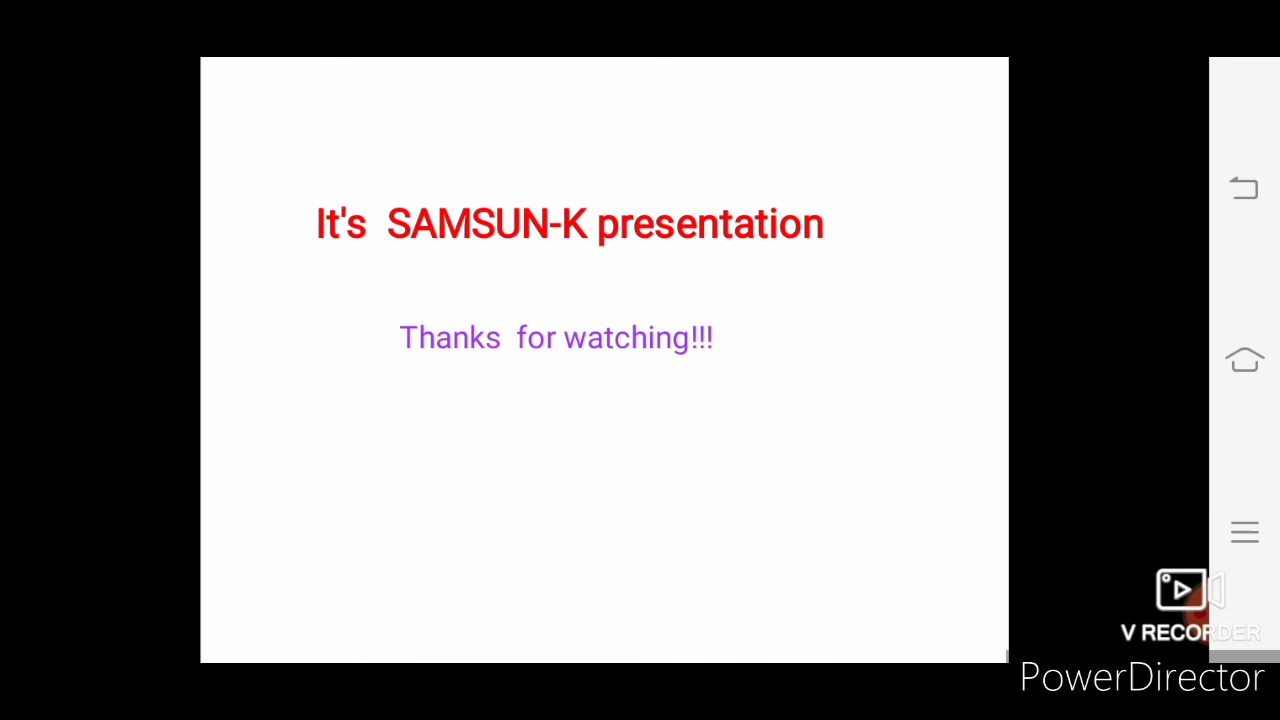 It's SAMSUN-K presentation
Thanks for watching!!!
V RECORDER
PowerDirector